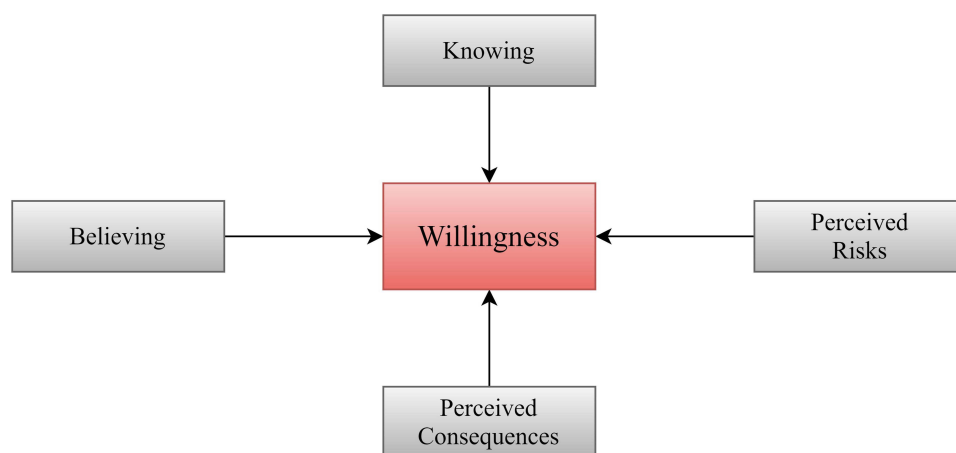 Knowing
Believing
Willingness
Perceived
Risks
Perceived
Consequences